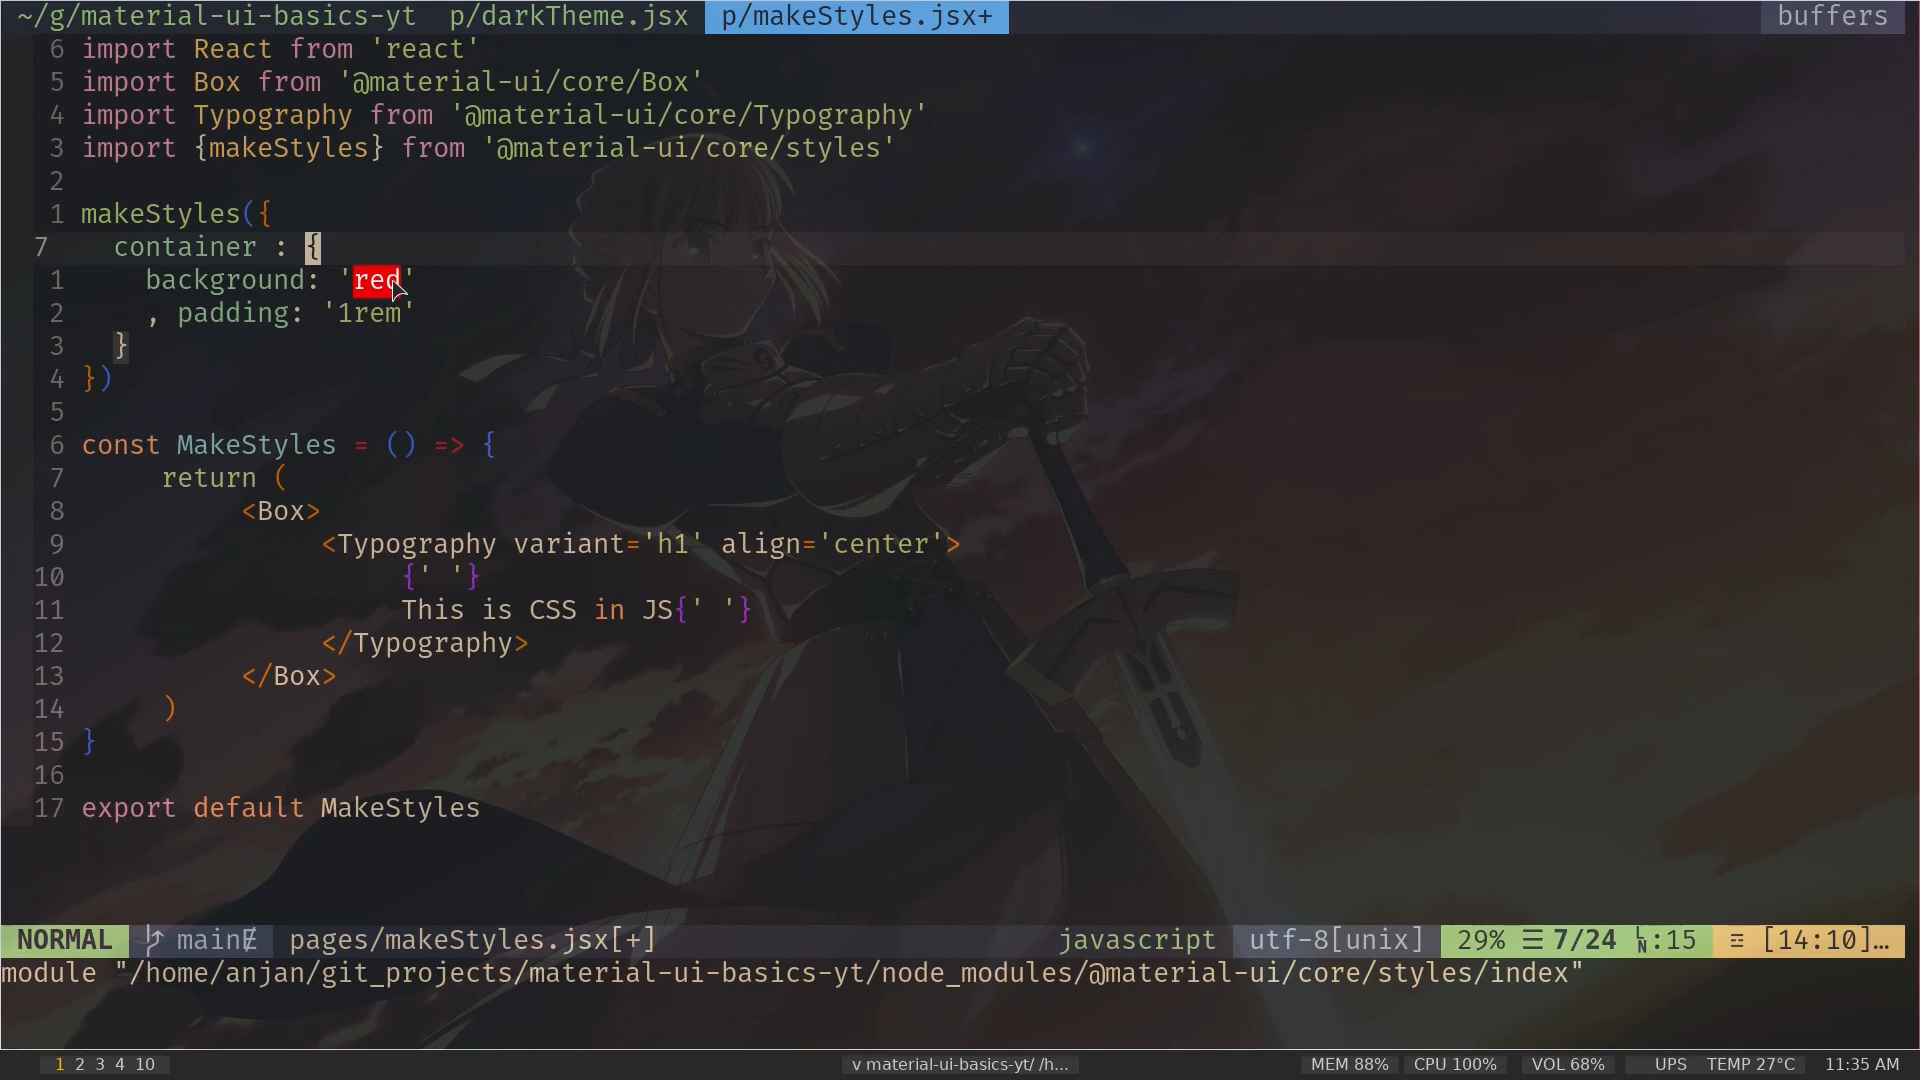 ~/g/material-ui-basics-yt p/darkTheme.jsx p/makeStyles.jsx+ buffers
6 import React from 'react'
5 import Box from '@material-ui/core/Box'
4 import Typography from '@material-ui/core/Typography'
3 import {makeStyles} from '@material-ui/core/styles'
2
1 makeStyles({
7 container : {
1 background: 'red'
2 , padding: '1rem'
3 }
4 })
5
6 const MakeStyles = () => {
7 return (
8 <Box>
9 <Typography variant='h1' align='center'>
10 {' '}
11 This is CSS in JS{' '}
12 </Typography>
13 </Box>
14 )
15 }
16
17 export default MakeStyles
NORMAL main pages/makeStyles.jsx[+] javascript utf-8[unix] 29% ☰ 7/24 LN:15 [14:10]…
module "/home/anjan/git_projects/material-ui-basics-yt/node_modules/@material-ui/core/styles/index"
1 2 3 4 10 v material-ui-basics-yt/ /h... MEM 88% CPU 100% VOL 68% UPS TEMP 27°C 11:35 AM